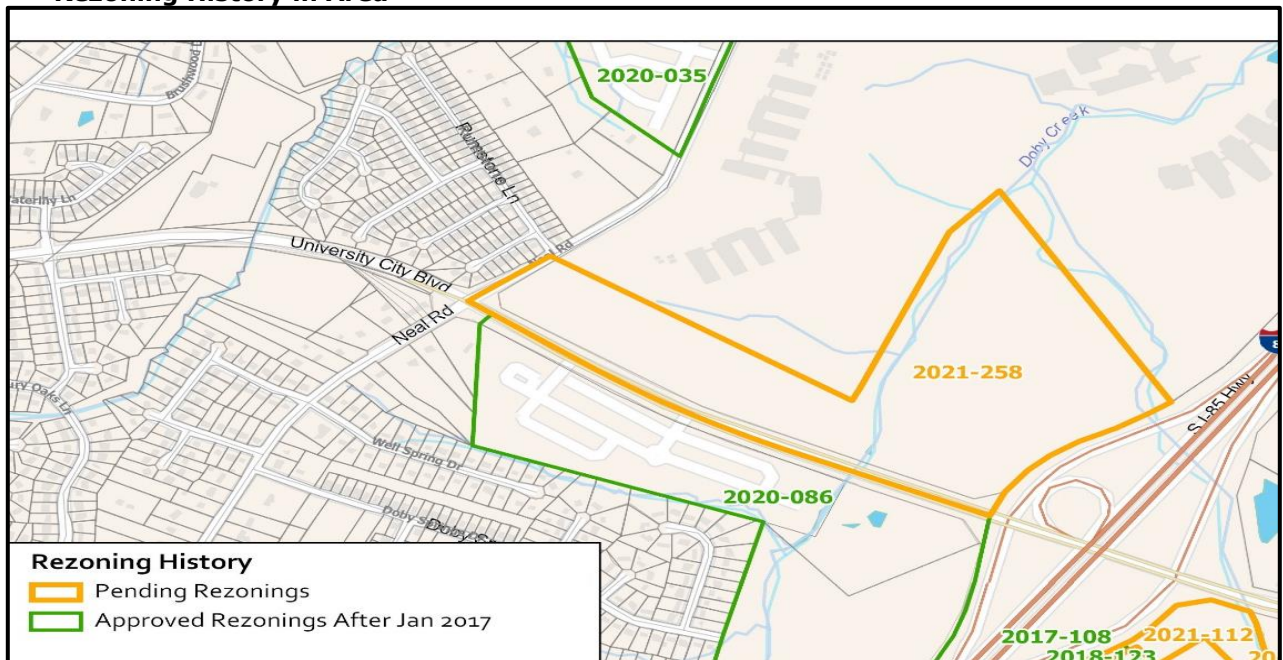 Rezoning History in Area
2020-035
Doby Creek
Rumstone Ln
University City Blvd
Neal Rd
Neal Rd
2021-258
S I-85 Hwy
Well Spring Dr
2020-086
2017-108
2021-112
2018-123
Rezoning History
Pending Rezonings
Approved Rezonings After Jan 2017